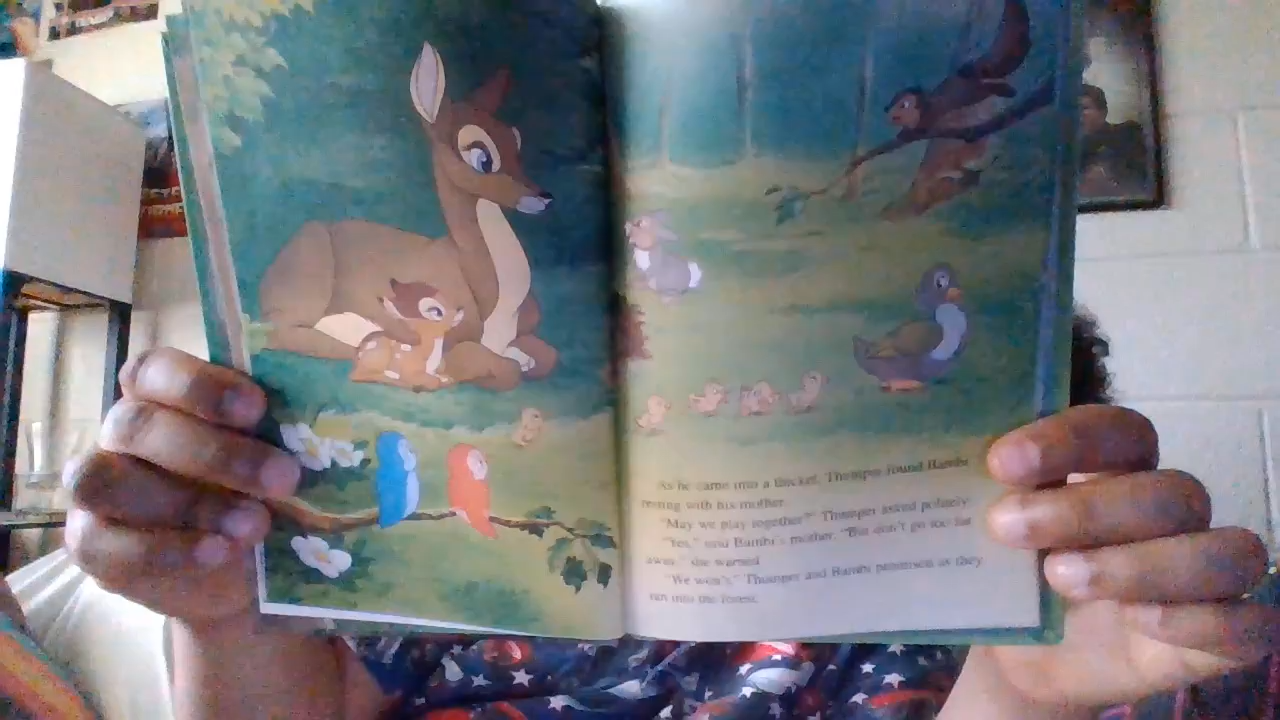 As he came into a thicket, Thumper found Bambi
resting with his mother.
"May we play together?" Thumper asked politely.
"Yes," said Bambi's mother. "But don't go too far
away," she warned.
"We won't," Thumper and Bambi promised as they
ran into the forest.